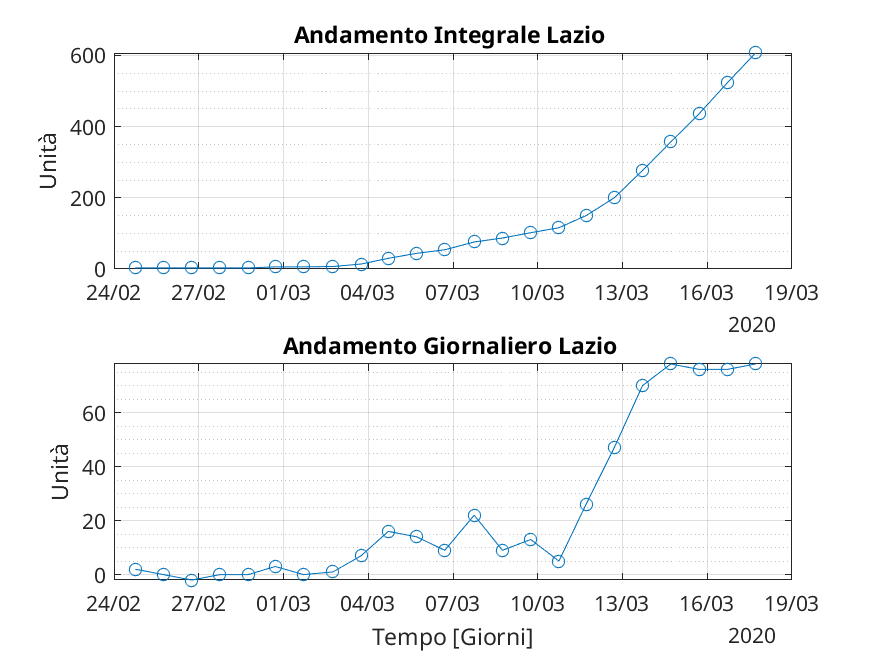 Andamento Integrale Lazio
600
400
200
0
Unità
24/02 27/02 01/03 04/03 07/03 10/03 13/03 16/03 19/03
2020
Andamento Giornaliero Lazio
60
40
20
0
Unità
24/02 27/02 01/03 04/03 07/03 10/03 13/03 16/03 19/03
Tempo [Giorni]
2020